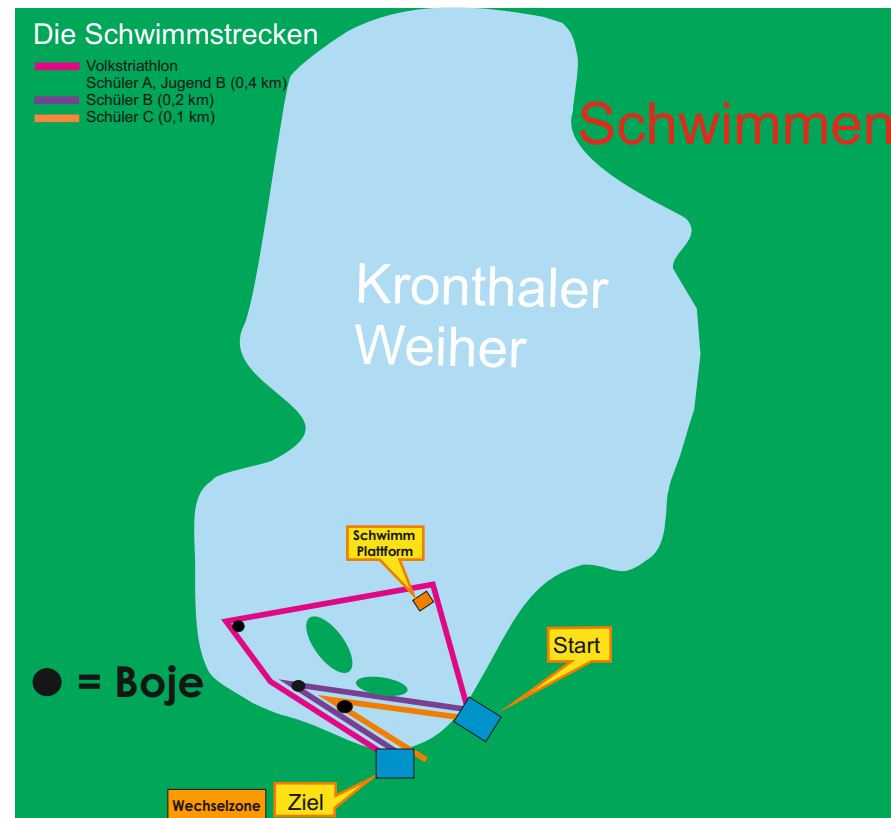 Die Schwimmstrecken
Volkstriathlon
Schüler A, Jugend B (0,4 km)
Schüler B (0,2 km)
Schüler C (0,1 km)
Schwimmen
Kronthaler
Weiher
Schwimm
Plattform
Start
= Boje
Wechselzone
Ziel